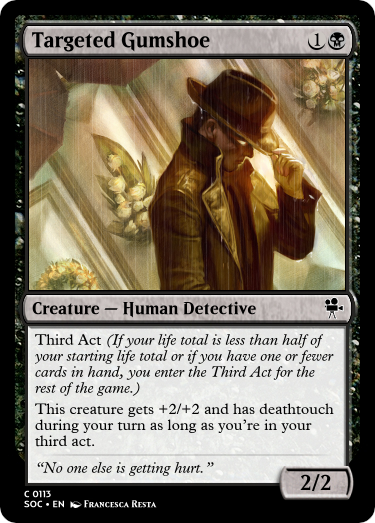 Targeted Gumshoe 1
Creature — Human Detective
Third Act (If your life total is less than half of
your starting life total or if you have one or fewer
cards in hand, you enter the Third Act for the
rest of the game.)
This creature gets +2/+2 and has deathtouch
during your turn as long as you're in your
third act.
“No one else is getting hurt.”
2/2
C 0113
SOC • EN Francesca Resta